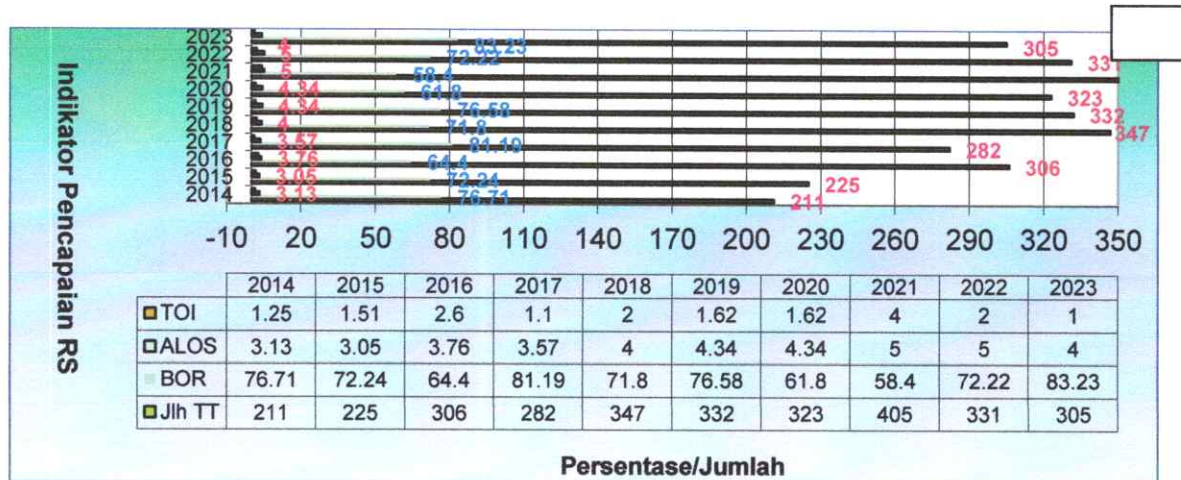 Indikator Pencapaian RS
2023 4 83.23 305
2022 5 72.22 331
2021 5 58.4
2020 4.34 61.8 323
2019 4.34 76.58 332
2018 4 71.8 347
2017 3.57 81.19 282
2016 3.76 64.4 306
2015 3.05 72.24 225
2014 3.13 76.71 211
-10 20 50 80 110 140 170 200 230 260 290 320 350
2014 2015 2016 2017 2018 2019 2020 2021 2022 2023
TOI 1.25 1.51 2.6 1.1 2 1.62 1.62 4 2 1
ALOS 3.13 3.05 3.76 3.57 4 4.34 4.34 5 5 4
BOR 76.71 72.24 64.4 81.19 71.8 76.58 61.8 58.4 72.22 83.23
Jlh TT 211 225 306 282 347 332 323 405 331 305
Persentase/Jumlah